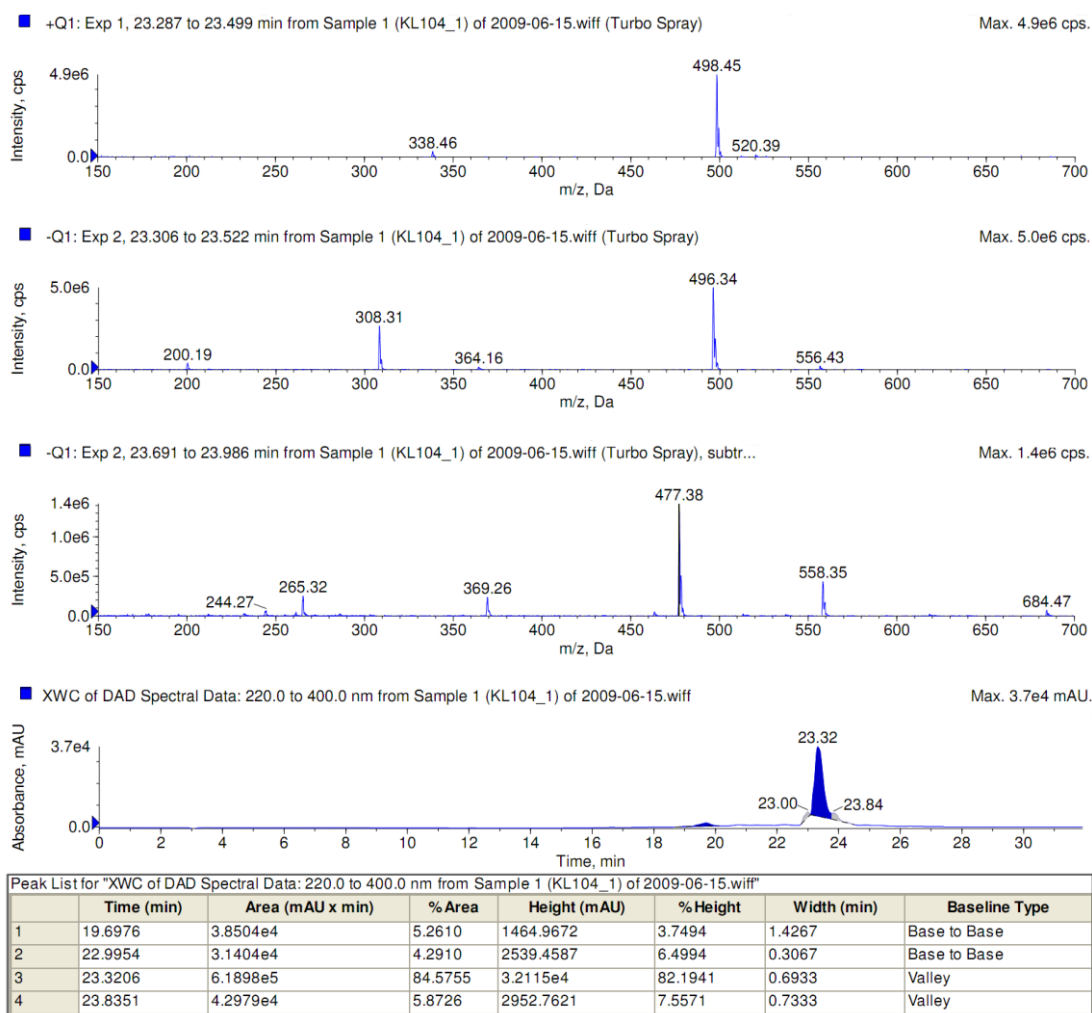 +Q1: Exp 1, 23.287 to 23.499 min from Sample 1 (KL104_1) of 2009-06-15.wiff (Turbo Spray) Max. 4.9e6 cps.
498.45
4.9e6
338.46
520.39
0.0
150 200 250 300 350 400 450 500 550 600 650 700
m/z, Da
Intensity, cps
-Q1: Exp 2, 23.306 to 23.522 min from Sample 1 (KL104_1) of 2009-06-15.wiff (Turbo Spray) Max. 5.0e6 cps.
496.34
5.0e6
308.31
200.19
364.16
556.43
0.0
150 200 250 300 350 400 450 500 550 600 650 700
m/z, Da
Intensity, cps
-Q1: Exp 2, 23.691 to 23.986 min from Sample 1 (KL104_1) of 2009-06-15.wiff (Turbo Spray), subtr... Max. 1.4e6 cps.
477.38
1.4e6
1.0e6
558.35
5.0e5
265.32
369.26
244.27
684.47
0.0
150 200 250 300 350 400 450 500 550 600 650 700
m/z, Da
Intensity, cps
XWC of DAD Spectral Data: 220.0 to 400.0 nm from Sample 1 (KL104_1) of 2009-06-15.wiff Max. 3.7e4 mAU.
23.32
3.7e4
23.00
23.84
0.0
0 2 4 6 8 10 12 14 16 18 20 22 24 26 28 30
Time, min
Absorbance, mAU
Peak List for "XWC of DAD Spectral Data: 220.0 to 400.0 nm from Sample 1 (KL104_1) of 2009-06-15.wiff"
Time (min) Area (mAU x min) %Area Height (mAU) %Height Width (min) Baseline Type
1 19.6976 3.8504e4 5.2610 1464.9672 3.7494 1.4267 Base to Base
2 22.9954 3.1404e4 4.2910 2539.4587 6.4994 0.3067 Base to Base
3 23.3206 6.1898e5 84.5755 3.2115e4 82.1941 0.6933 Valley
4 23.8351 4.2979e4 5.8726 2952.7621 7.5571 0.7333 Valley